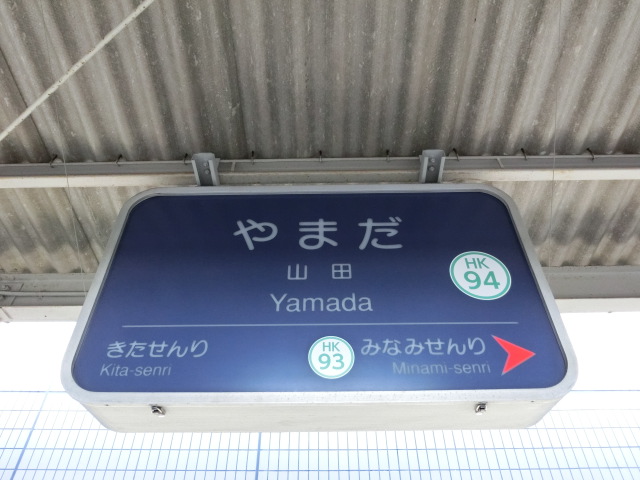 やまだ
山田
Yamada
HK
94
きたせんり
Kita-senri
HK
93
みなみせんり
Minami-senri